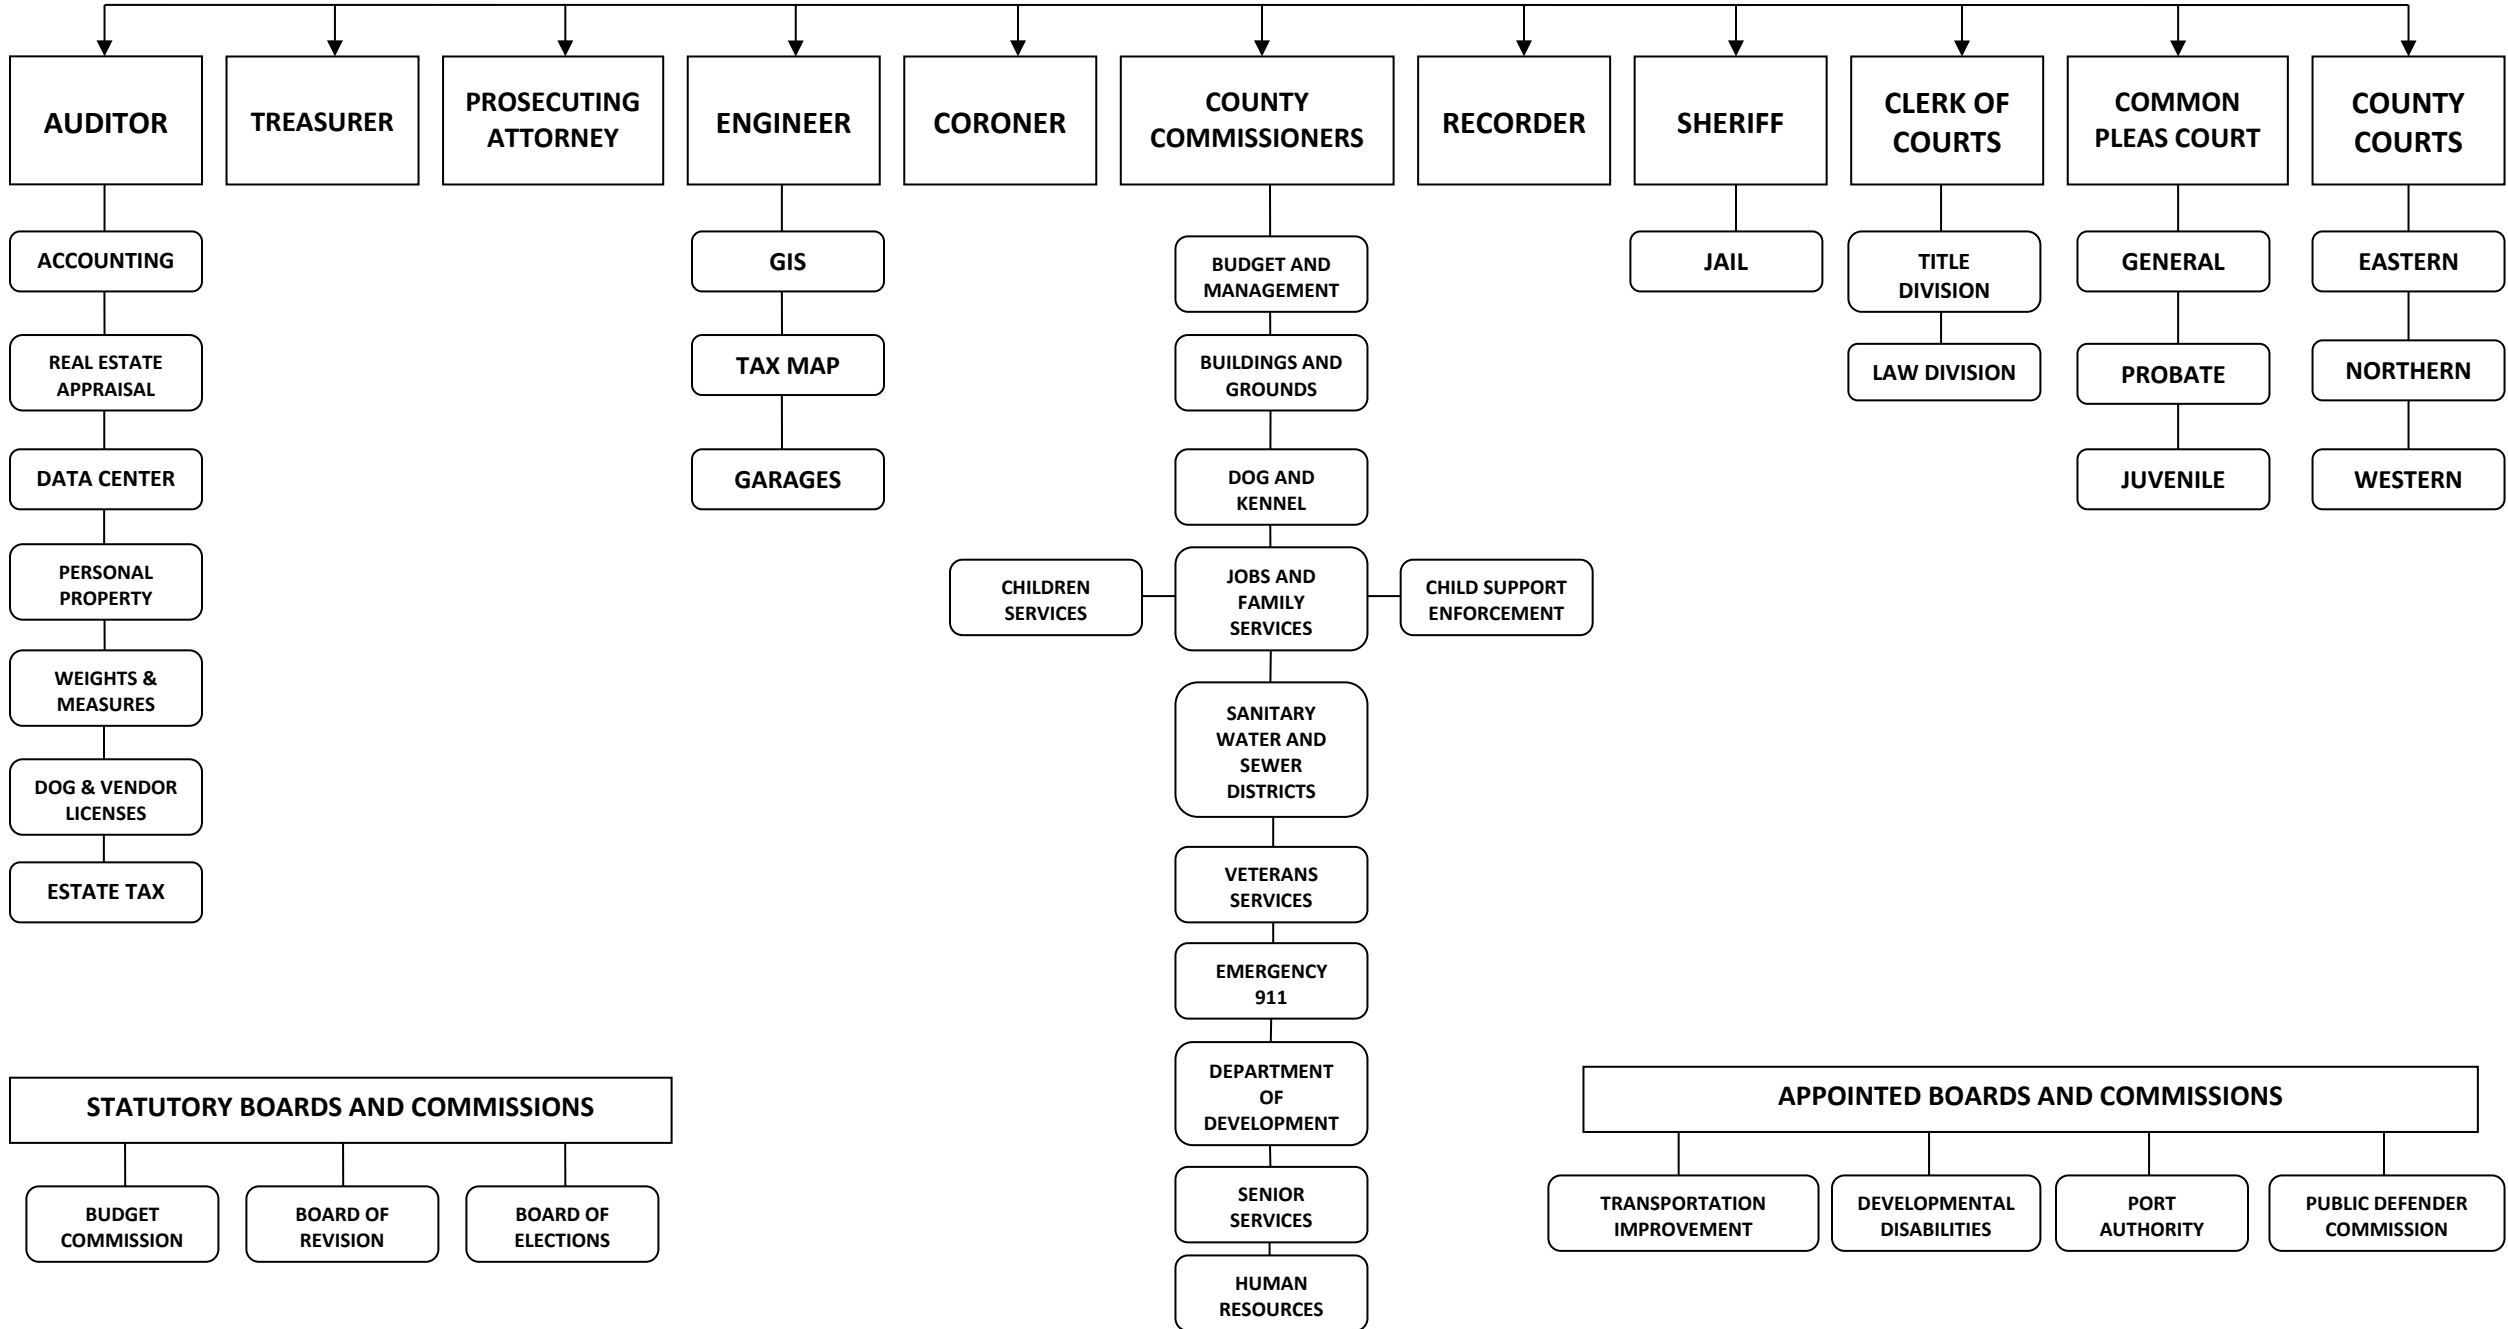 AUDITOR
TREASURER
PROSECUTING
ATTORNEY
ENGINEER
CORONER
COUNTY
COMMISSIONERS
RECORDER
SHERIFF
CLERK OF
COURTS
COMMON
PLEAS COURT
COUNTY
COURTS
ACCOUNTING
REAL ESTATE
APPRAISAL
DATA CENTER
PERSONAL
PROPERTY
WEIGHTS &
MEASURES
DOG & VENDOR
LICENSES
ESTATE TAX
GIS
TAX MAP
GARAGES
BUDGET AND
MANAGEMENT
BUILDINGS AND
GROUNDS
DOG AND
KENNEL
CHILDREN
SERVICES
JOBS AND
FAMILY
SERVICES
CHILD SUPPORT
ENFORCEMENT
SANITARY
WATER AND
SEWER
DISTRICTS
VETERANS
SERVICES
EMERGENCY
911
DEPARTMENT
OF
DEVELOPMENT
SENIOR
SERVICES
HUMAN
RESOURCES
JAIL
TITLE
DIVISION
LAW DIVISION
GENERAL
PROBATE
JUVENILE
EASTERN
NORTHERN
WESTERN
STATUTORY BOARDS AND COMMISSIONS
BUDGET
COMMISSION
BOARD OF
REVISION
BOARD OF
ELECTIONS
APPOINTED BOARDS AND COMMISSIONS
TRANSPORTATION
IMPROVEMENT
DEVELOPMENTAL
DISABILITIES
PORT
AUTHORITY
PUBLIC DEFENDER
COMMISSION